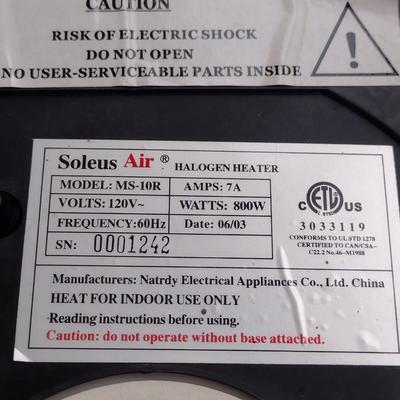 CAUTION
RISK OF ELECTRIC SHOCK
DO NOT OPEN
NO USER-SERVICEABLE PARTS INSIDE
!
Soleus Air ® HALOGEN HEATER
MODEL: MS-10R AMPS: 7A
VOLTS: 120V~ WATTS: 800W
FREQUENCY:60Hz Date: 06/03
SN: 0001242
C ETL US
3033119
CONFORMS TO UL STD 1278
CERTIFIED TO CAN/CSA-
C22.2 No.46-M1988
Manufacturers: Natrdy Electrical Appliances Co., Ltd. China
HEAT FOR INDOOR USE ONLY
Reading instructions before using.
Caution: do not operate without base attached.